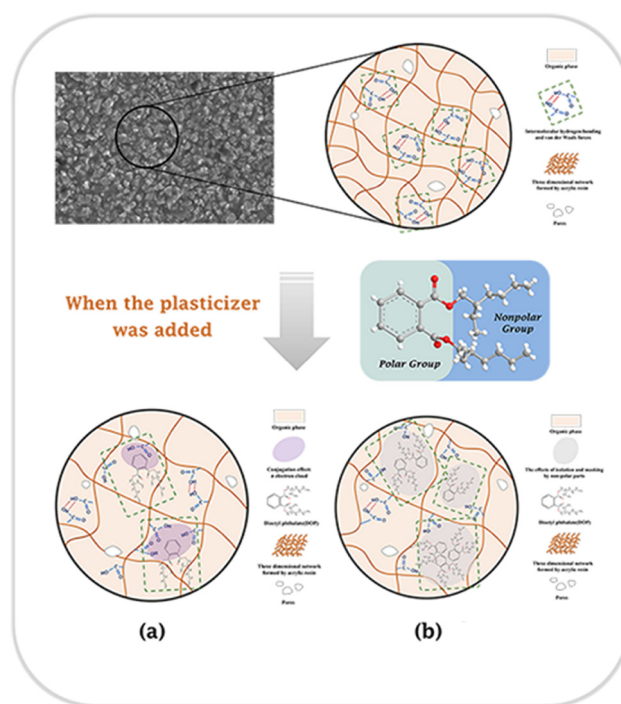 Organic phase
Intermolecular hydrogen bonding
and van der Waals forces
Three dimensional network
formed by acrylic resin
Pores
When the plasticizer
was added
Nonpolar
Group
Polar Group
Organic phase
Conjugation effect:
π electron cloud
Dioctyl phthalate(DOP)
Three dimensional network
formed by acrylic resin
Pores
Organic phase
The effects of isolation and masking
by nonpolar parts
Dioctyl phthalate(DOP)
Three dimensional network
formed by acrylic resin
Pores
(a)
(b)